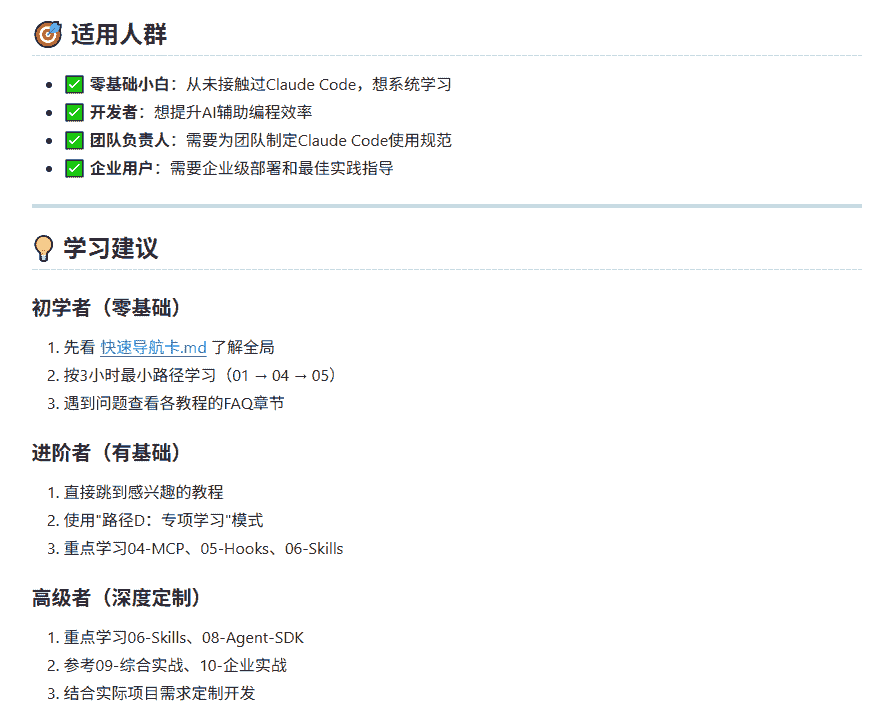 🎯 适用人群
✅ 零基础小白：从未接触过Claude Code，想系统学习
✅ 开发者：想提升AI辅助编程效率
✅ 团队负责人：需要为团队制定Claude Code使用规范
✅ 企业用户：需要企业级部署和最佳实践指导
💡 学习建议
初学者（零基础）
1. 先看 快速导航卡.md 了解全局
2. 按3小时最小路径学习（01 → 04 → 05）
3. 遇到问题查看各教程的FAQ章节
进阶者（有基础）
1. 直接跳到感兴趣的教程
2. 使用"路径D：专项学习"模式
3. 重点学习04-MCP、05-Hooks、06-Skills
高级者（深度定制）
1. 重点学习06-Skills、08-Agent-SDK
2. 参考09-综合实战、10-企业实战
3. 结合实际项目需求定制开发